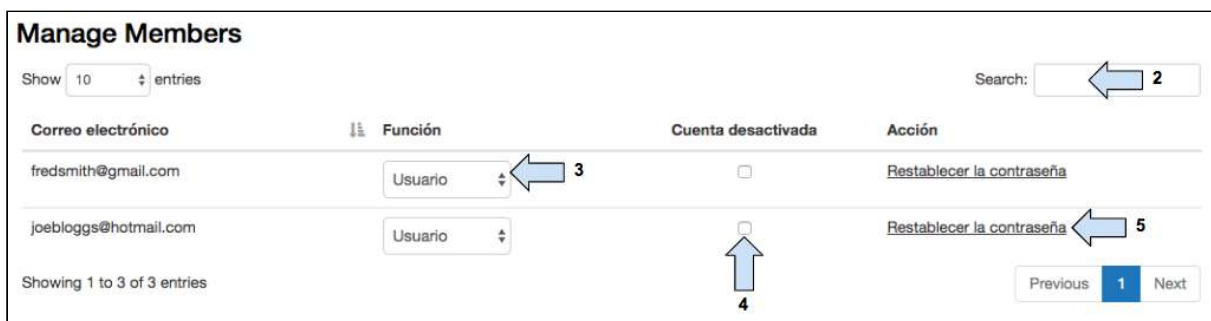 Manage Members
Show 10 entries Search: 2
Correo electrónico Función Cuenta desactivada Acción
fredsmith@gmail.com Usuario 3 Restablecer la contraseña
joebloggs@hotmail.com Usuario Restablecer la contraseña 5
Showing 1 to 3 of 3 entries Previous 1 Next
4